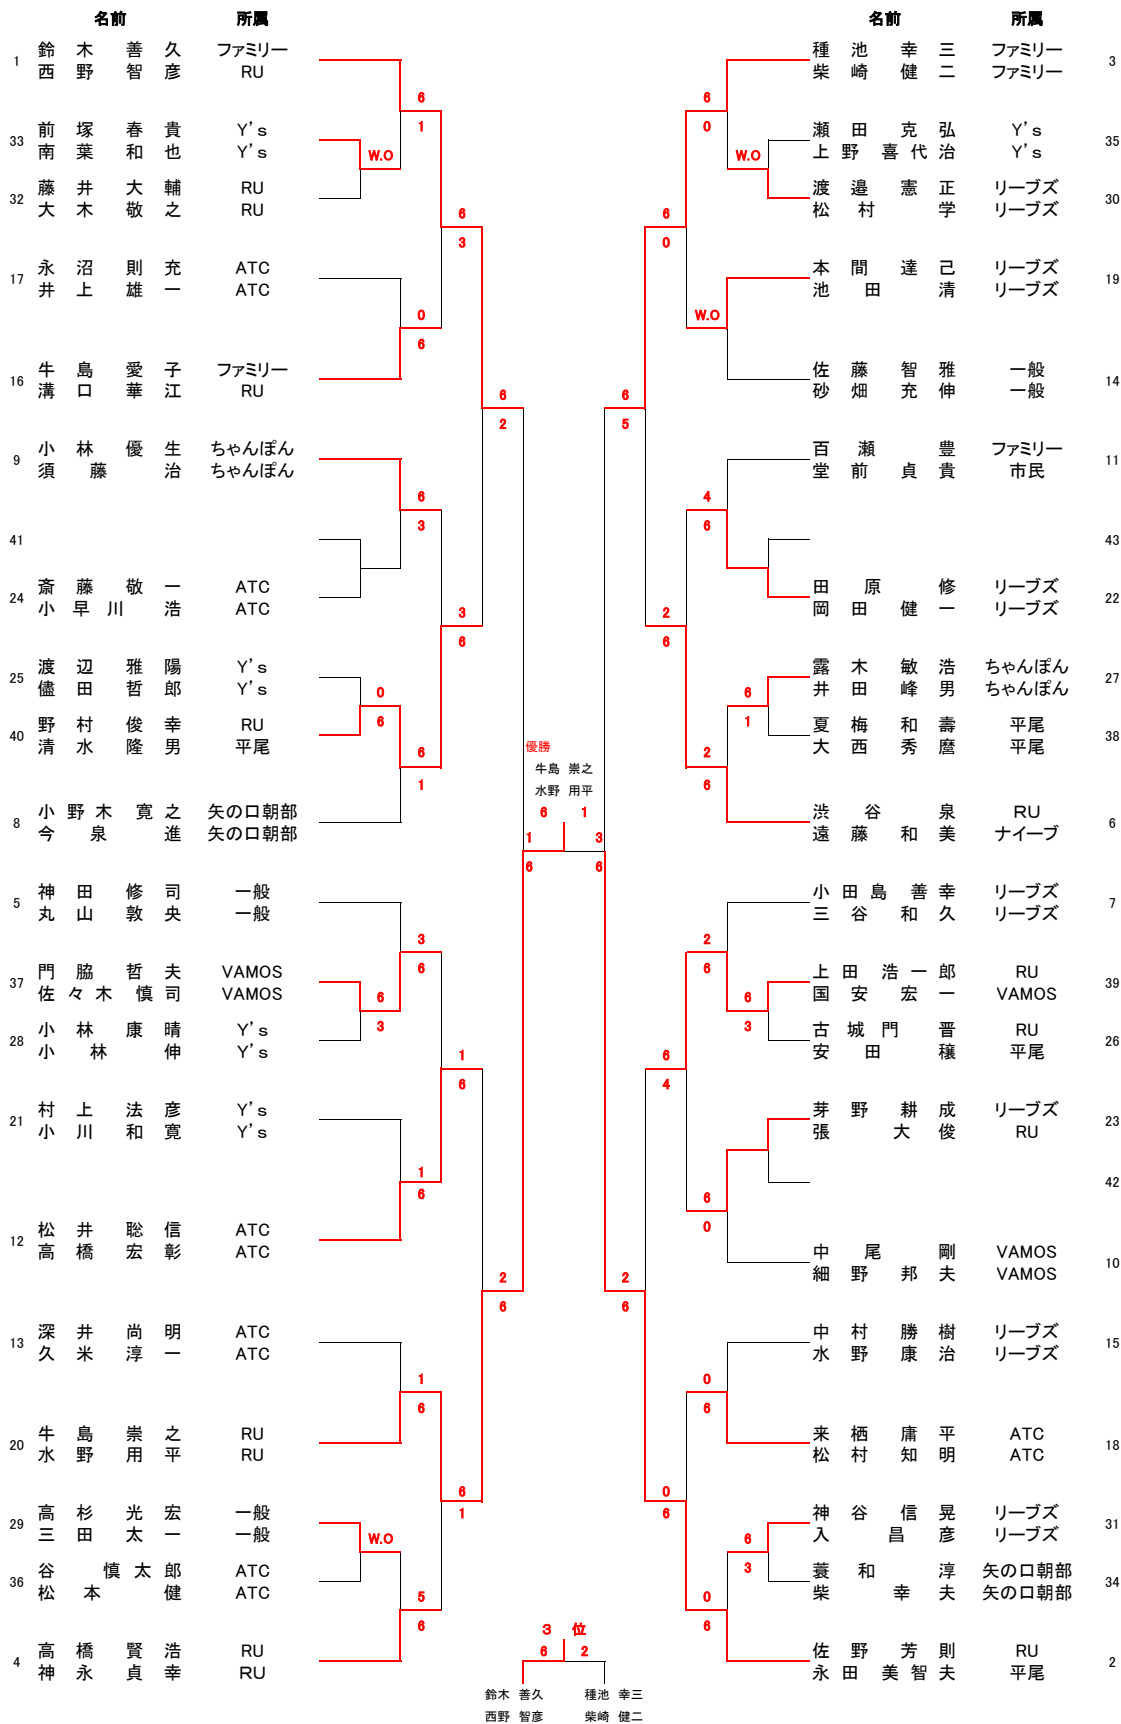 名前 所属
1 鈴木善久 ファミリー
西野智彦 RU
33 前塚春貴 Y's
南葉和也 Y's
32 藤井大輔 RU
大木敬之 RU
17 永沼則充 ATC
井上雄一 ATC
16 牛島愛子 ファミリー
溝口華江 RU
9 小林優生 ちゃんぽん
須藤治 ちゃんぽん
41
24 斎藤敬一 ATC
小早川浩 ATC
25 渡辺雅陽 Y's
儘田哲郎 Y's
40 野村俊幸 RU
清水隆男 平尾
8 小野木寛之 矢の口朝部
今泉進 矢の口朝部
5 神田修司 一般
丸山敦央 一般
37 門脇哲夫 VAMOS
佐々木慎司 VAMOS
28 小林康晴 Y's
小林伸 Y's
21 村上法彦 Y's
小川和寛 Y's
12 松井聡信 ATC
高橋宏彰 ATC
13 深井尚明 ATC
久米淳一 ATC
20 牛島崇之 RU
水野用平 RU
29 高杉光宏 一般
三田太一 一般
36 谷慎太郎 ATC
松本健 ATC
4 高橋賢浩 RU
神永貞幸 RU
6
1
W.O
0
6
6
3
0
6
6
3
6
1
3
6
6
2
3
6
6
3
1
6
1
6
1
6
W.O
5
6
6
1
2
6
1
6
優勝
牛島 崇之
水野 用平
6 1
3
6
3 位
6 2
鈴木 善久 種池 幸三
西野 智彦 柴崎 健二
名前 所属
種池幸三 ファミリー 3
柴崎健二 ファミリー
瀬田克弘 Y's 35
上野喜代治 Y's
渡邉憲正 リーブズ 30
松村学 リーブズ
本間達己 リーブズ 19
池田清 リーブズ
佐藤智雅 一般 14
砂畑充伸 一般
百瀬豊 ファミリー 11
堂前貞貴 市民
43
田原修 リーブズ 22
岡田健一 リーブズ
露木敏浩 ちゃんぽん 27
井田峰男 ちゃんぽん
夏梅和壽 平尾 38
大西秀麿 平尾
渋谷泉 RU 6
遠藤和美 ナイーブ
小田島善幸 リーブズ 7
三谷和久 リーブズ
上田浩一郎 RU 39
国安宏一 VAMOS
古城門晋 RU 26
安田穣 平尾
芽野耕成 リーブズ 23
張大俊 RU
42
中尾剛 VAMOS 10
細野邦夫 VAMOS
中村勝樹 リーブズ 15
水野康治 リーブズ
来栖庸平 ATC 18
松村知明 ATC
神谷信晃 リーブズ 31
入昌彦 リーブズ
蓑和淳 矢の口朝部 34
柴幸夫 矢の口朝部
佐野芳則 RU 2
永田美智夫 平尾
6
0
W.O
6
0
W.O
6
5
4
6
2
6
6
1
2
6
2
6
6
3
6
4
6
0
2
6
0
6
0
6
6
3
0
6